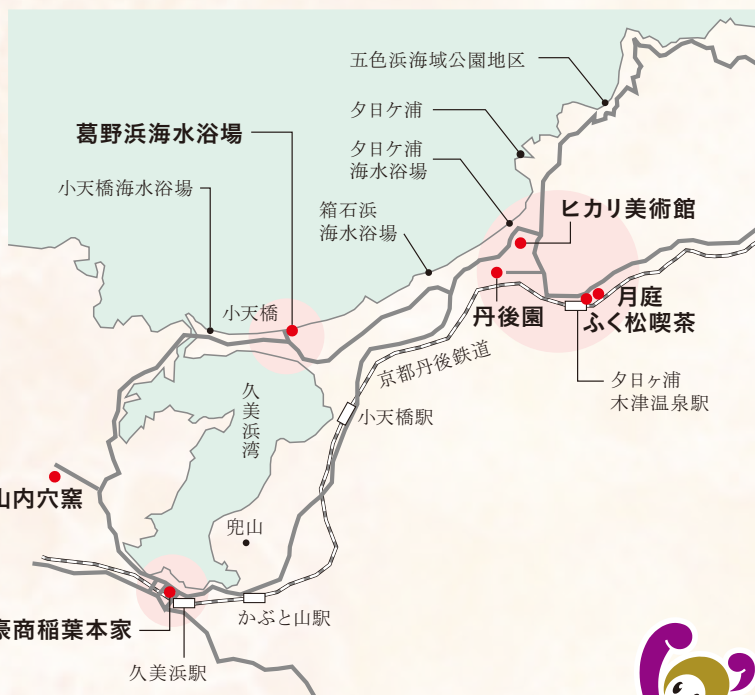 五色浜海域公園地区
夕日ケ浦
葛野浜海水浴場
夕日ケ浦
海水浴場
小天橋海水浴場
箱石浜
海水浴場
ヒカリ美術館
小天橋
丹後園
月庭
ふく松喫茶
京都丹後鉄道
夕日ヶ浦
木津温泉駅
久美浜湾
小天橋駅
山内穴窯
兜山
かぶと山駅
豪商稲葉本家
久美浜駅